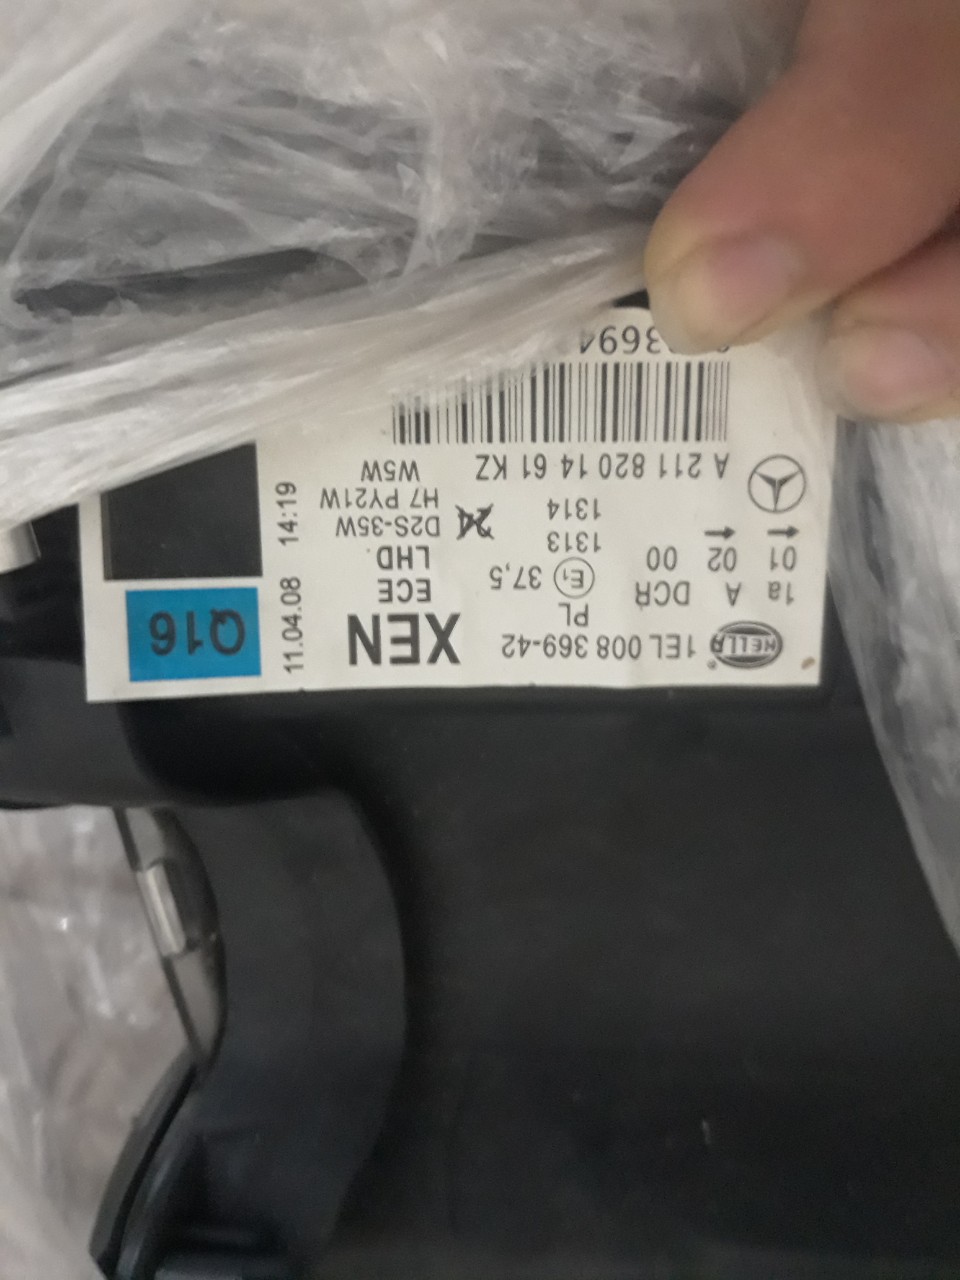 HELLA 1EL 008 369-42
XEN
1a A DCR PL
ECE
01 02 00 E1 37,5
LHD
1313
24 D2S-35W
1314
H7 PY21W
A 211 820 14 61 KZ
W5W
3694
11.04.08 14:19
Q16